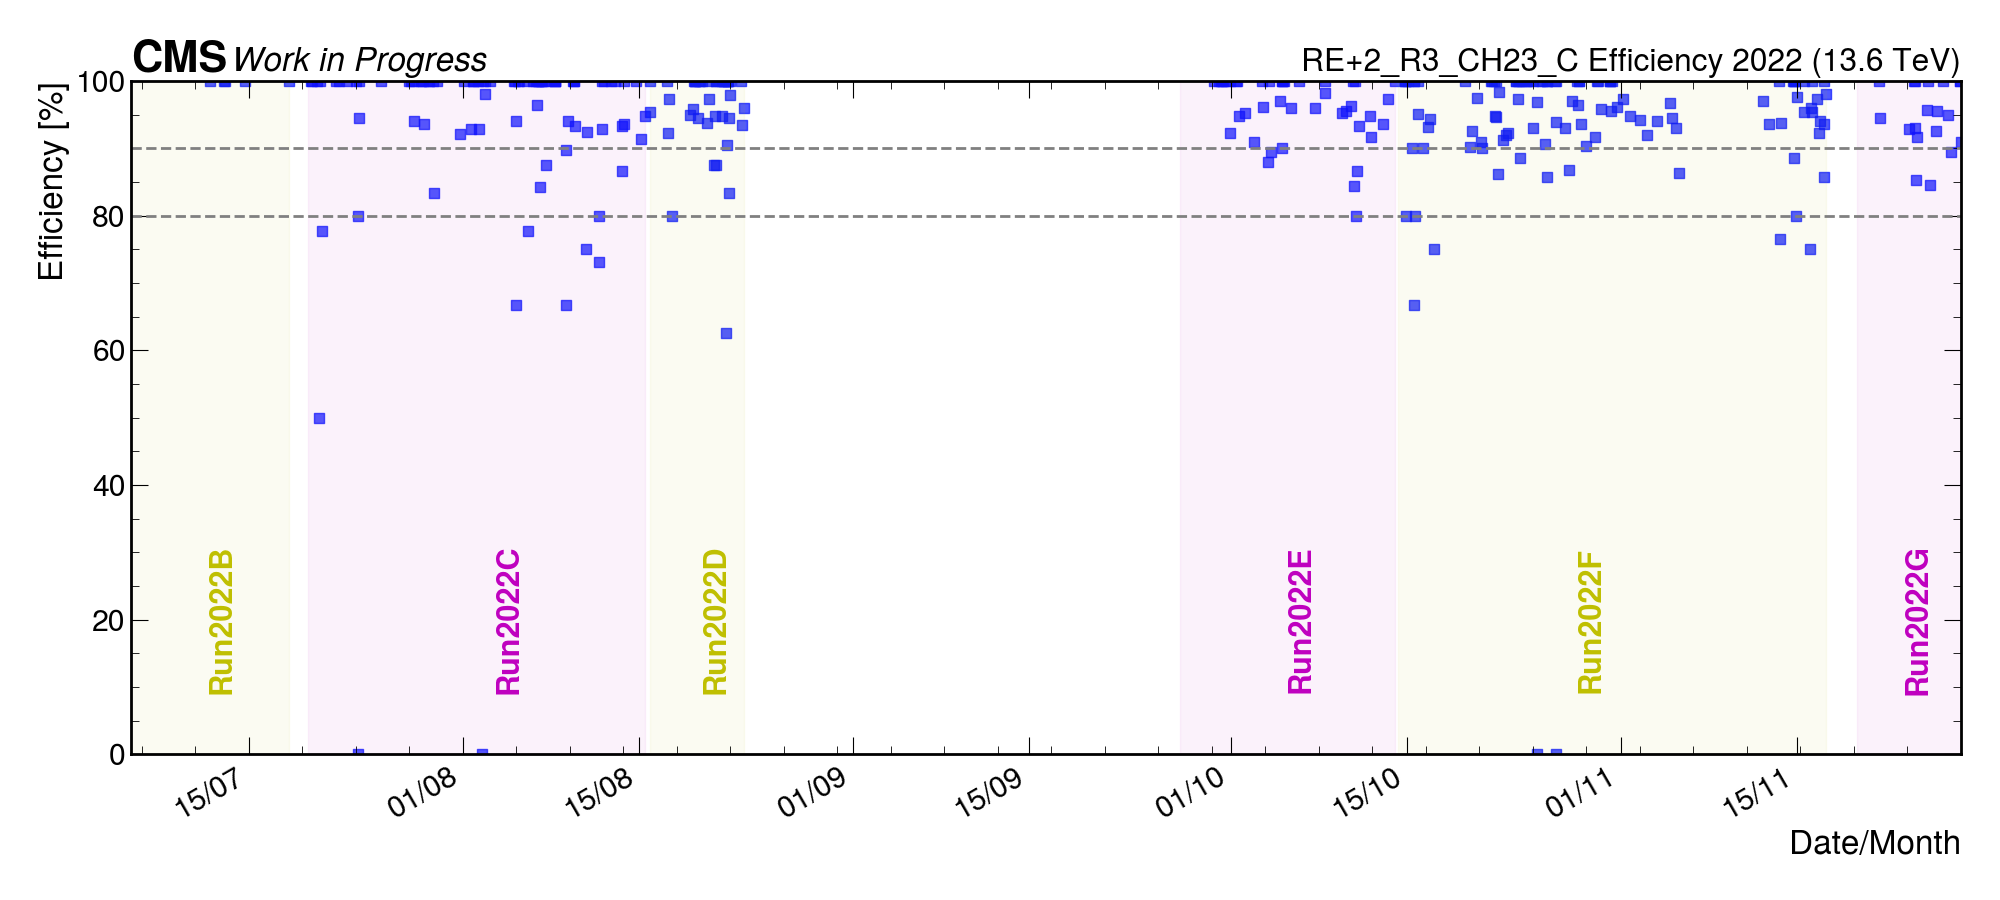 CMS Work in Progress
RE+2_R3_CH23_C Efficiency 2022 (13.6 TeV)
Efficiency [%]
100
80
60
40
20
0
Run2022B
Run2022C
Run2022D
Run2022E
Run2022F
Run2022G
15/07
01/08
15/08
01/09
15/09
01/10
15/10
01/11
15/11
Date/Month